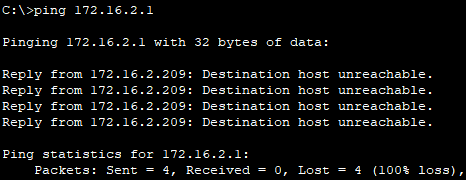 C:\>ping 172.16.2.1
Pinging 172.16.2.1 with 32 bytes of data:
Reply from 172.16.2.209: Destination host unreachable.
Reply from 172.16.2.209: Destination host unreachable.
Reply from 172.16.2.209: Destination host unreachable.
Reply from 172.16.2.209: Destination host unreachable.
Ping statistics for 172.16.2.1:
    Packets: Sent = 4, Received = 0, Lost = 4 (100% loss),